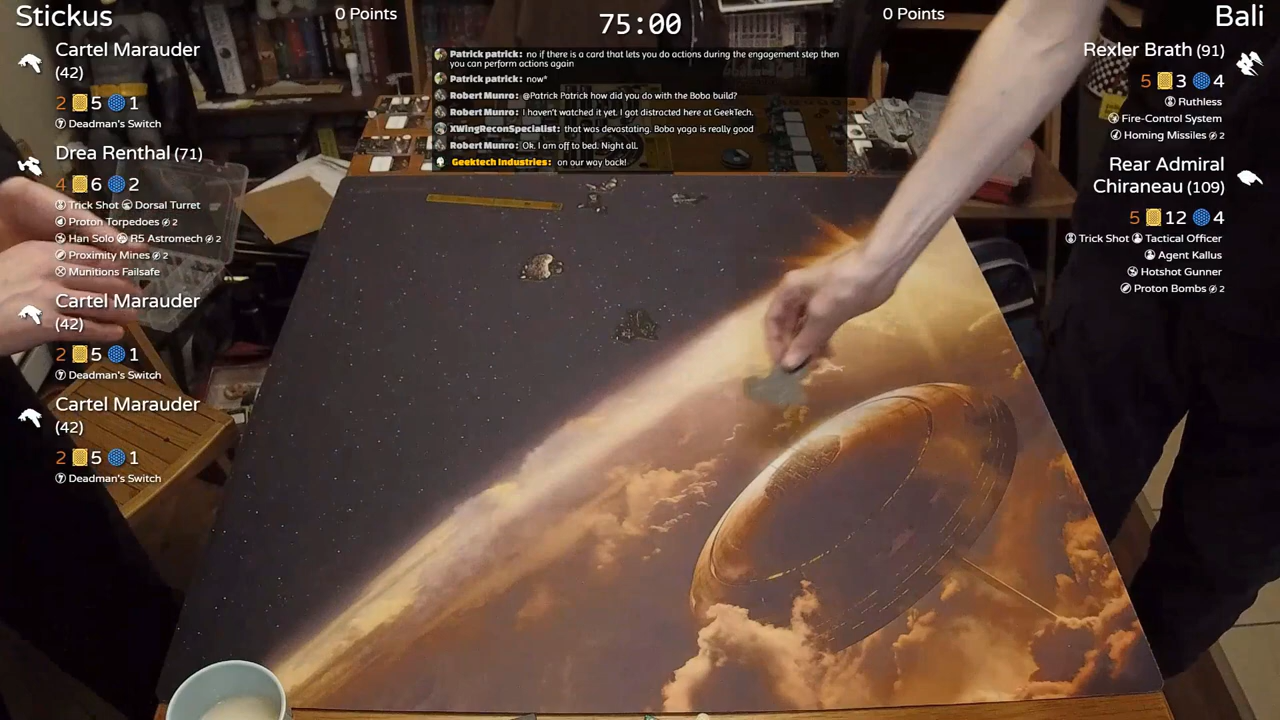 Stickus
0 Points
75:00
0 Points
Bali
Cartel Marauder
(42)
2 5 1
Deadman's Switch
Drea Renthal (71)
4 6 2
Trick Shot Dorsal Turret
Proton Torpedoes 2
Han Solo R5 Astromech 2
Proximity Mines 2
Munitions Failsafe
Cartel Marauder
(42)
2 5 1
Deadman's Switch
Cartel Marauder
(42)
2 5 1
Deadman's Switch
Patrick patrick: no if there is a card that lets you do actions during the engagement step then
you can perform actions again
Patrick patrick: now*
Robert Munro: @Patrick Patrick how did you do with the Boba build?
Robert Munro: I haven't watched it yet. I got distracted here at GeekTech.
XWingReconSpecialist: that was devastating. Boba yaga is really good
Robert Munro: Ok. I am off to bed. Night all.
Geektech Industries: on our way back!
Rexler Brath (91)
5 3 4
Ruthless
Fire-Control System
Homing Missiles 2
Rear Admiral
Chiraneau (109)
5 12 4
Trick Shot Tactical Officer
Agent Kallus
Hotshot Gunner
Proton Bombs 2